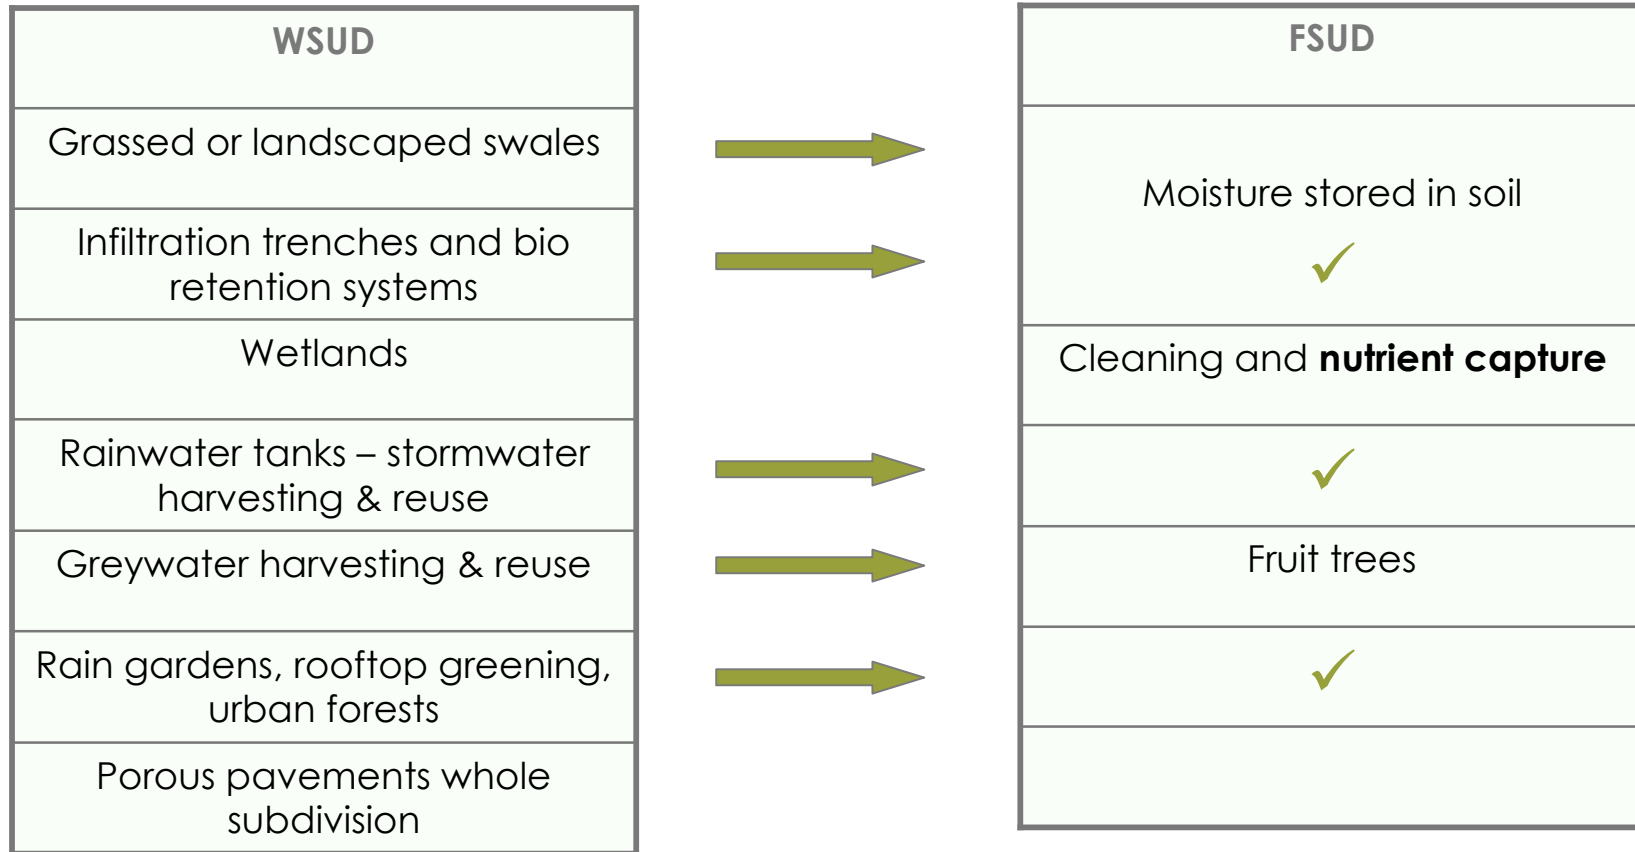 WSUD
Grassed or landscaped swales
Infiltration trenches and bio
retention systems
Wetlands
Rainwater tanks – stormwater
harvesting & reuse
Greywater harvesting & reuse
Rain gardens, rooftop greening,
urban forests
Porous pavements whole
subdivision
FSUD
Moisture stored in soil
✓
Cleaning and nutrient capture
✓
Fruit trees
✓